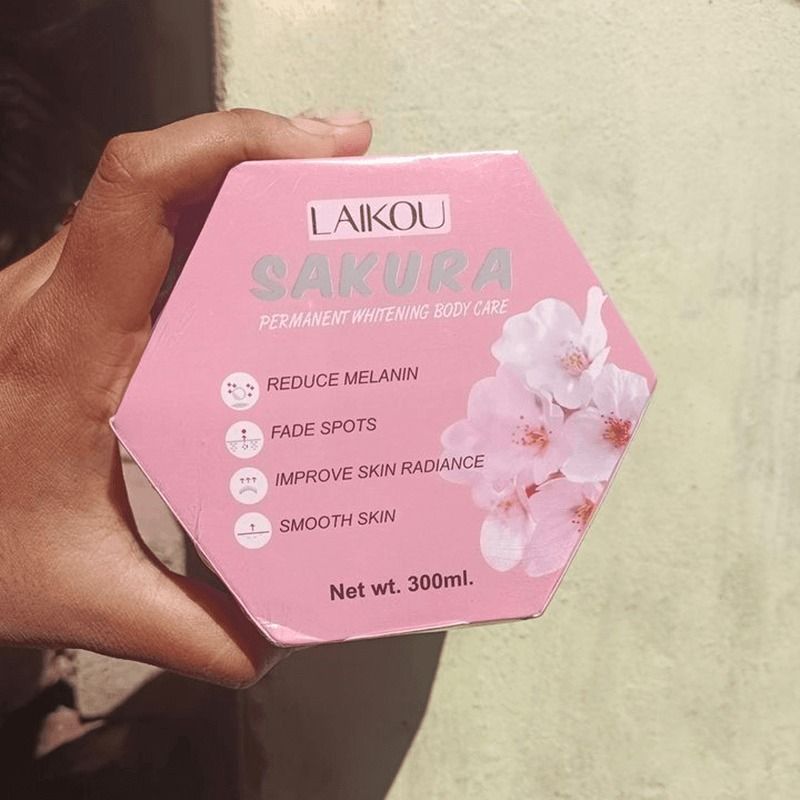 LAIKOU
SAKURA
PERMANENT WHITENING BODY CARE
REDUCE MELANIN
FADE SPOTS
IMPROVE SKIN RADIANCE
SMOOTH SKIN
Net wt. 300ml.